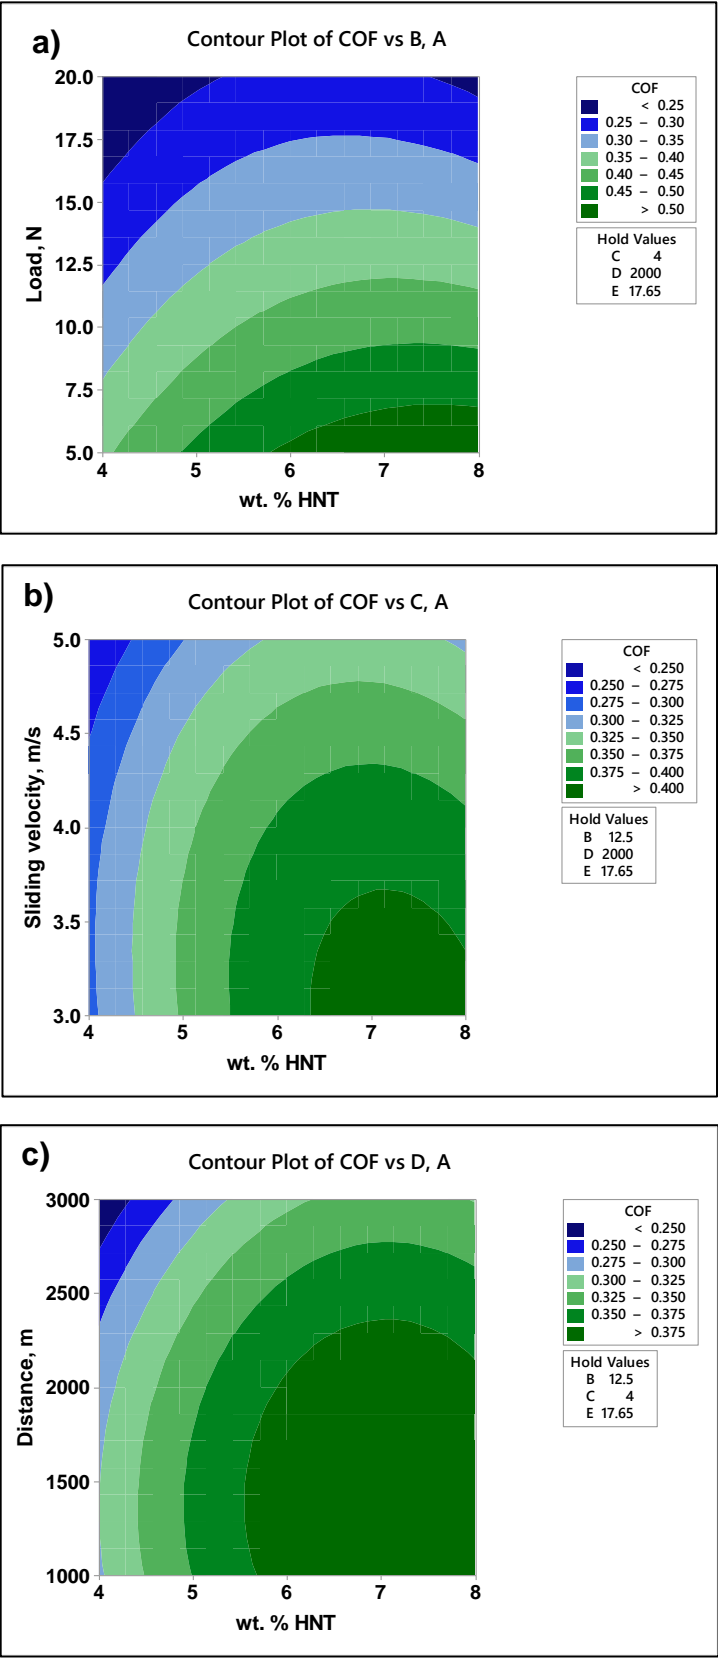 a)
Contour Plot of COF vs B, A
20.0
17.5
15.0
12.5
10.0
7.5
5.0
Load, N
4 5 6 7 8
wt. % HNT
COF
< 0.25
0.25 – 0.30
0.30 – 0.35
0.35 – 0.40
0.40 – 0.45
0.45 – 0.50
> 0.50
Hold Values
C 4
D 2000
E 17.65
b)
Contour Plot of COF vs C, A
5.0
4.5
4.0
3.5
3.0
Sliding velocity, m/s
4 5 6 7 8
wt. % HNT
COF
< 0.250
0.250 – 0.275
0.275 – 0.300
0.300 – 0.325
0.325 – 0.350
0.350 – 0.375
0.375 – 0.400
> 0.400
Hold Values
B 12.5
D 2000
E 17.65
c)
Contour Plot of COF vs D, A
3000
2500
2000
1500
1000
Distance, m
4 5 6 7 8
wt. % HNT
COF
< 0.250
0.250 – 0.275
0.275 – 0.300
0.300 – 0.325
0.325 – 0.350
0.350 – 0.375
> 0.375
Hold Values
B 12.5
C 4
E 17.65